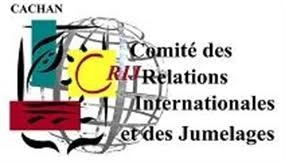 CACHAN
Comité des
CRIJ Relations
Internationales
et des Jumelages